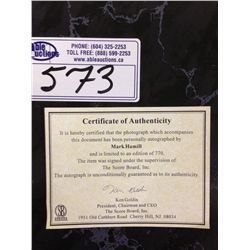 able
auctions
PHONE: (604) 325-2253
TOLL FREE: (888) 599-2253
www.ableauctions.ca
573
Certificate of Authenticity
It is hereby certified that the photograph which accompanies
this document has been personally autographed by
Mark Hamill
and is limited to an edition of 770.
The item was signed under the supervision of
The Score Board, Inc.
The autograph is unconditionally guaranteed as to its authenticity.
Ken Goldin
President, Chairman and CEO
The Score Board, Inc.
1951 Old Cuthbert Road Cherry Hill, NJ 08034